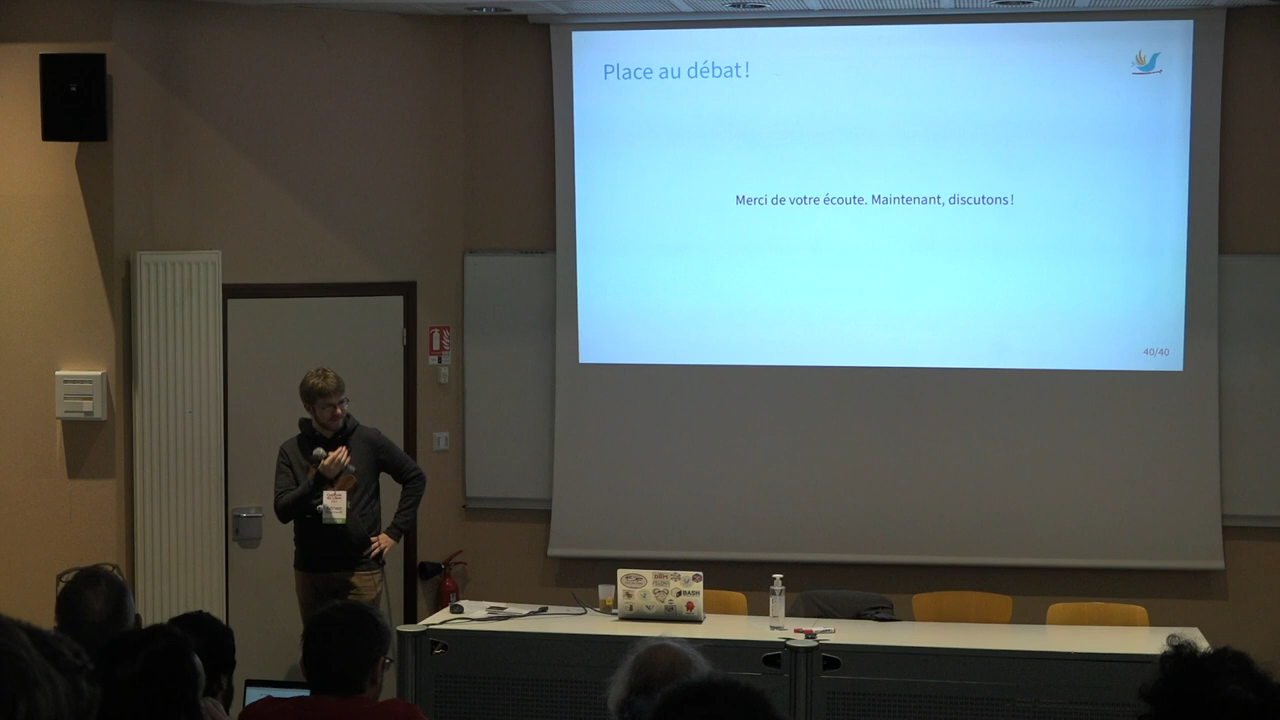 Place au débat !
Merci de votre écoute. Maintenant, discutons !
40/40
BASH